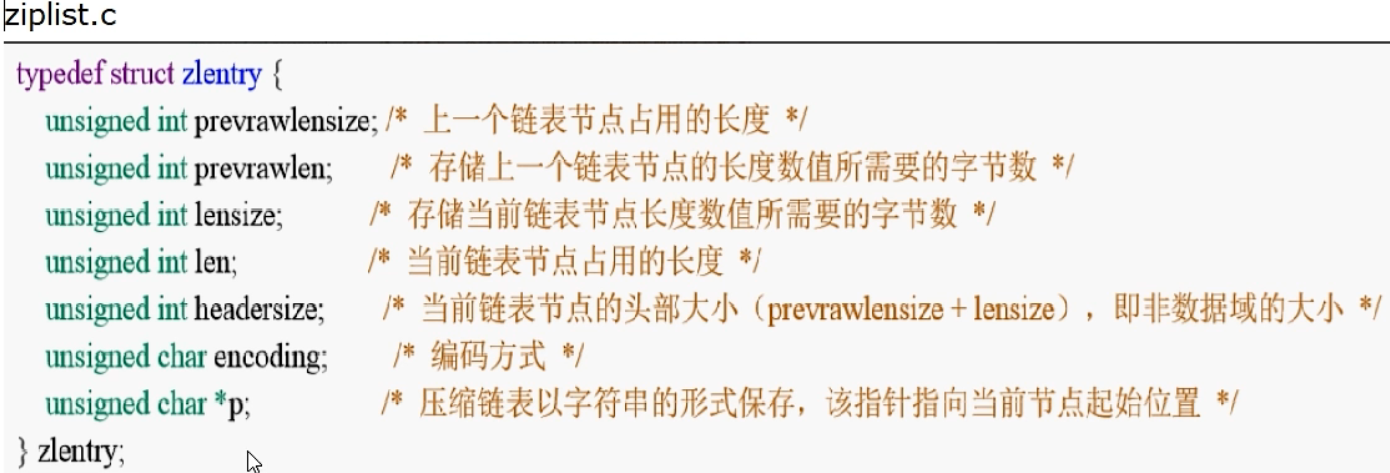 ziplist.c
typedef struct zlentry {
unsigned int prevrawlensize; /* 上一个链表节点占用的长度 */
unsigned int prevrawlen; /* 存储上一个链表节点的长度数值所需要的字节数 */
unsigned int lensize; /* 存储当前链表节点长度数值所需要的字节数 */
unsigned int len; /* 当前链表节点占用的长度 */
unsigned int headersize; /* 当前链表节点的头部大小（prevrawlensize + lensize），即非数据域的大小 */
unsigned char encoding; /* 编码方式 */
unsigned char *p; /* 压缩链表以字符串的形式保存，该指针指向当前节点起始位置 */
} zlentry;